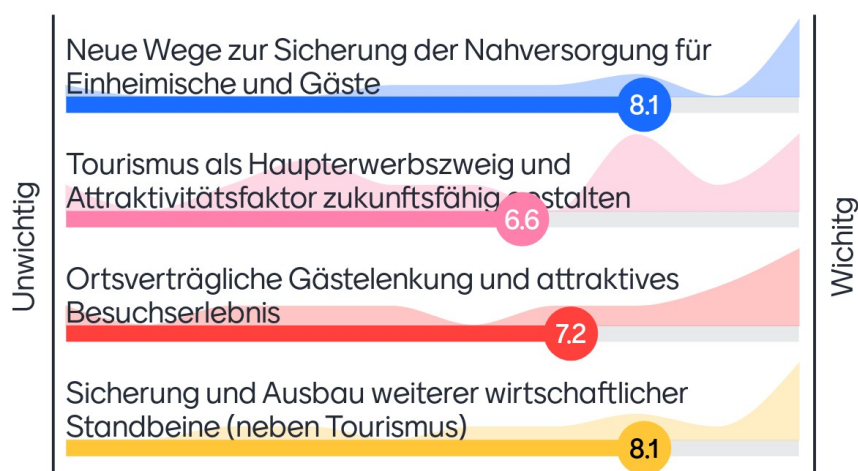 Neue Wege zur Sicherung der Nahversorgung für
Einheimische und Gäste
8.1
Tourismus als Haupterwerbszweig und
Attraktivitätsfaktor zukunftsfähig gestalten
6.6
Ortsverträgliche Gästelenkung und attraktives
Besuchserlebnis
7.2
Sicherung und Ausbau weiterer wirtschaftlicher
Standbeine (neben Tourismus)
8.1
Unwichtig
Wichitg